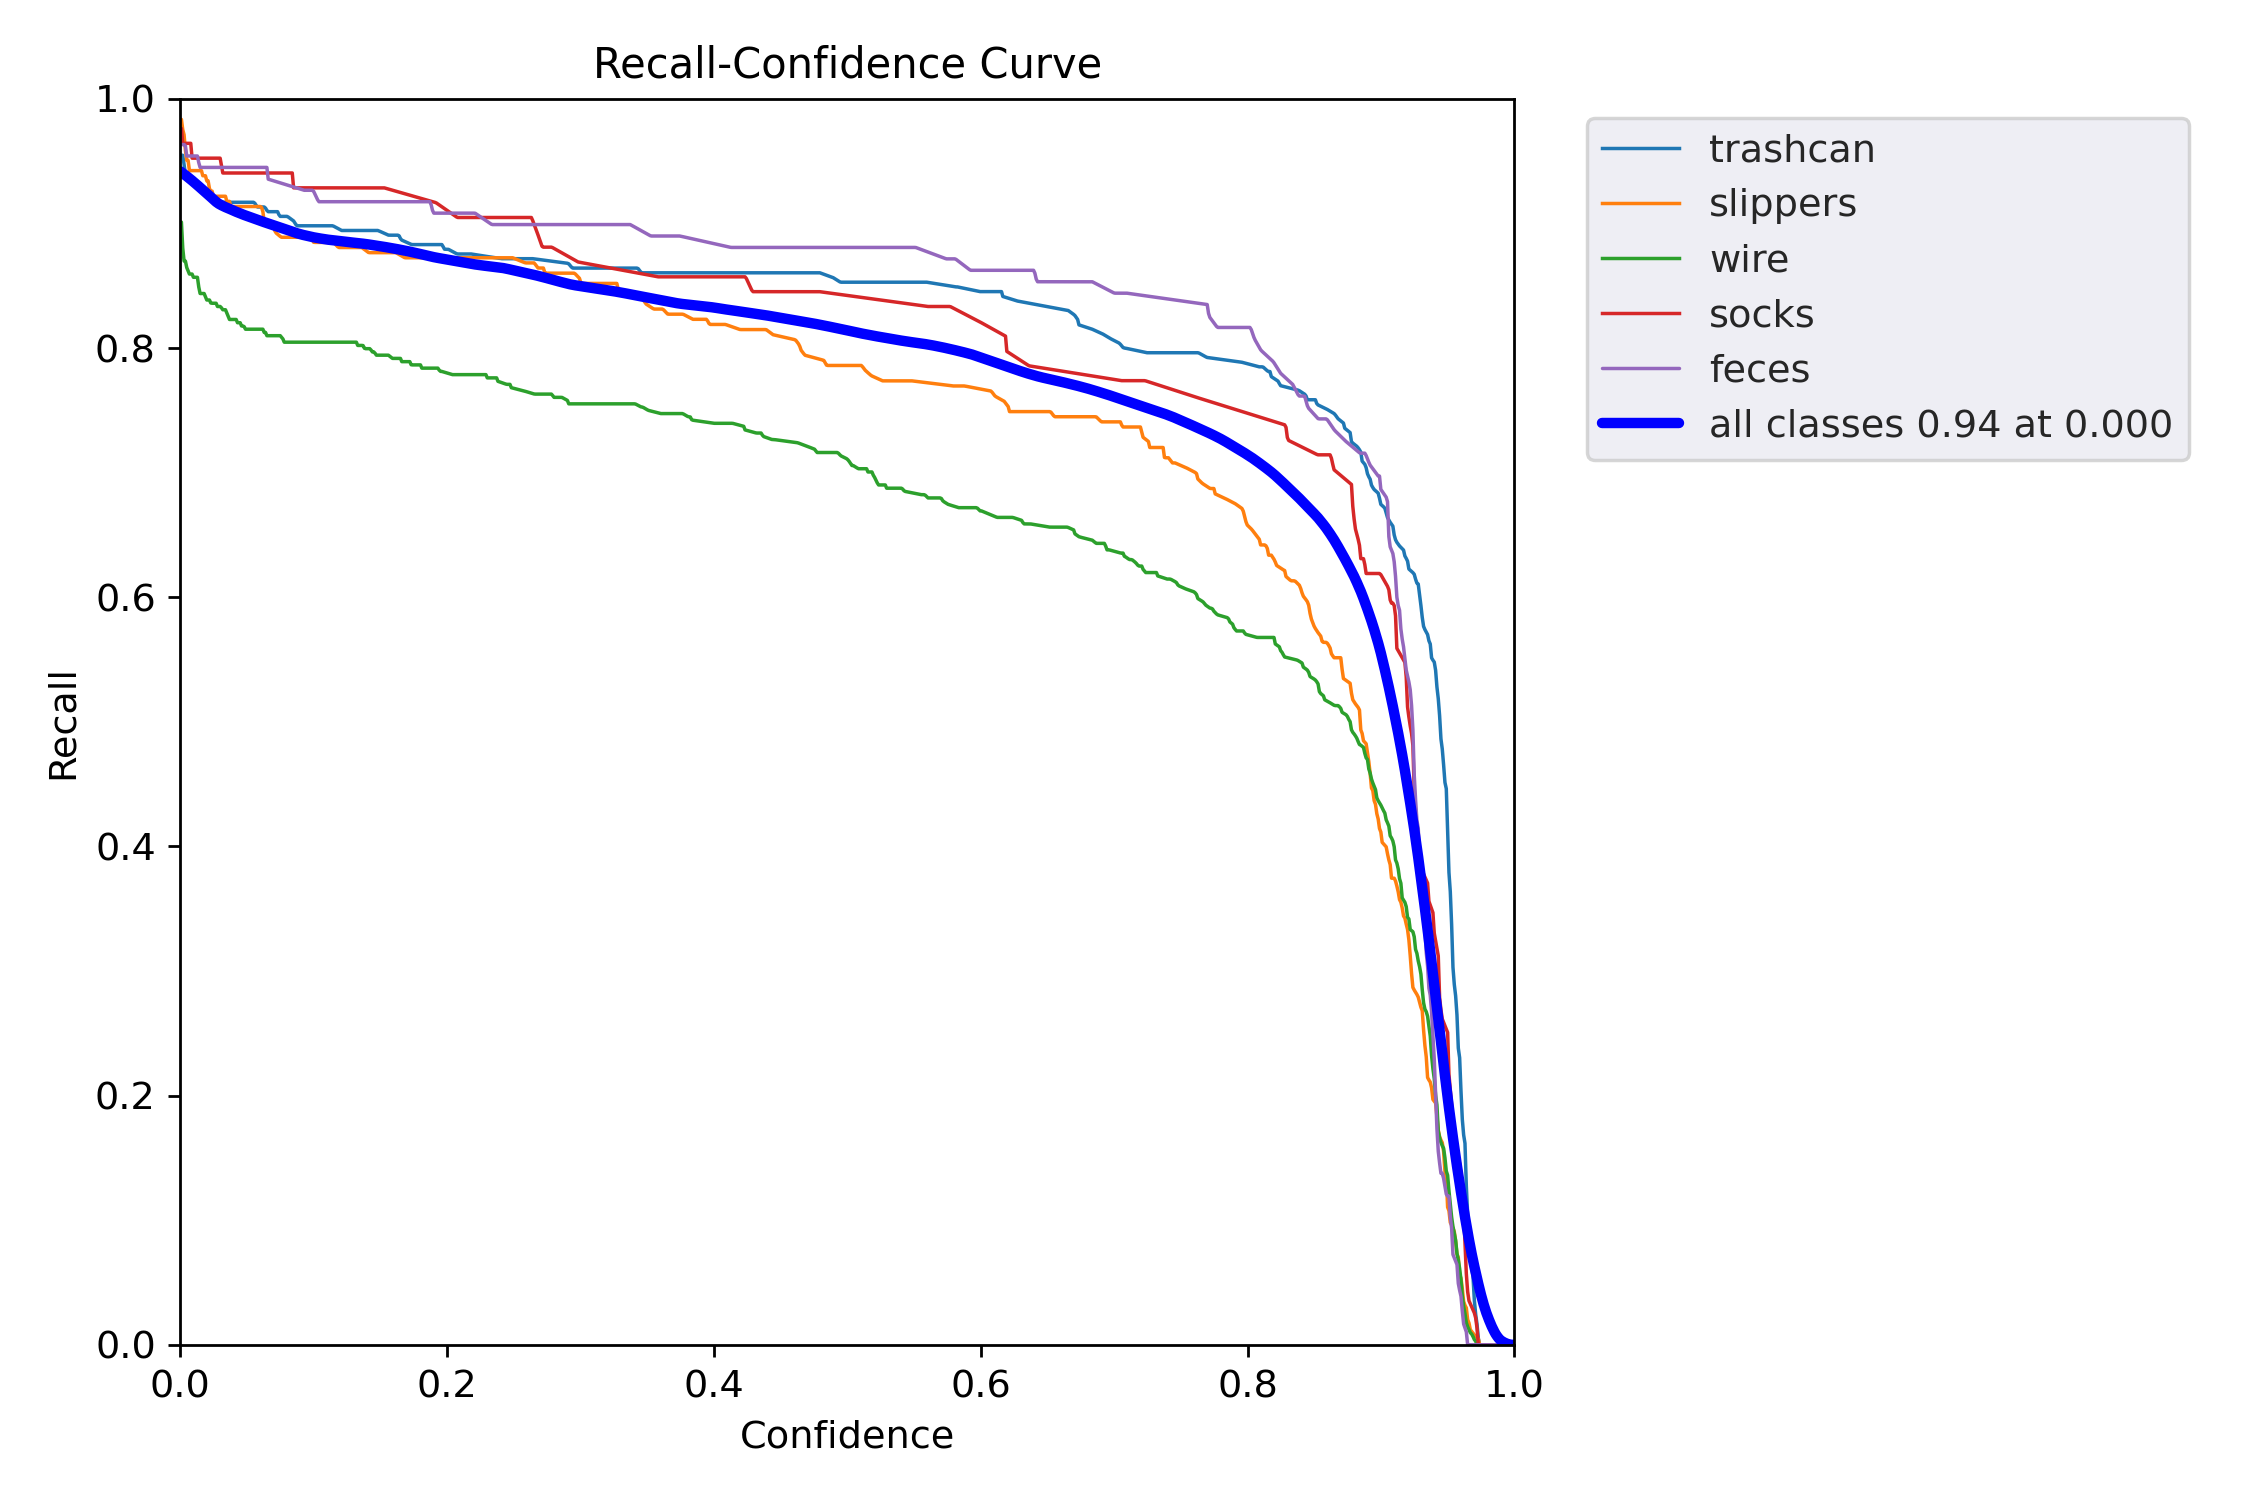 Recall-Confidence Curve
1.0
0.8
0.6
0.4
0.2
0.0
Recall
0.0 0.2 0.4 0.6 0.8 1.0
Confidence
trashcan
slippers
wire
socks
feces
all classes 0.94 at 0.000